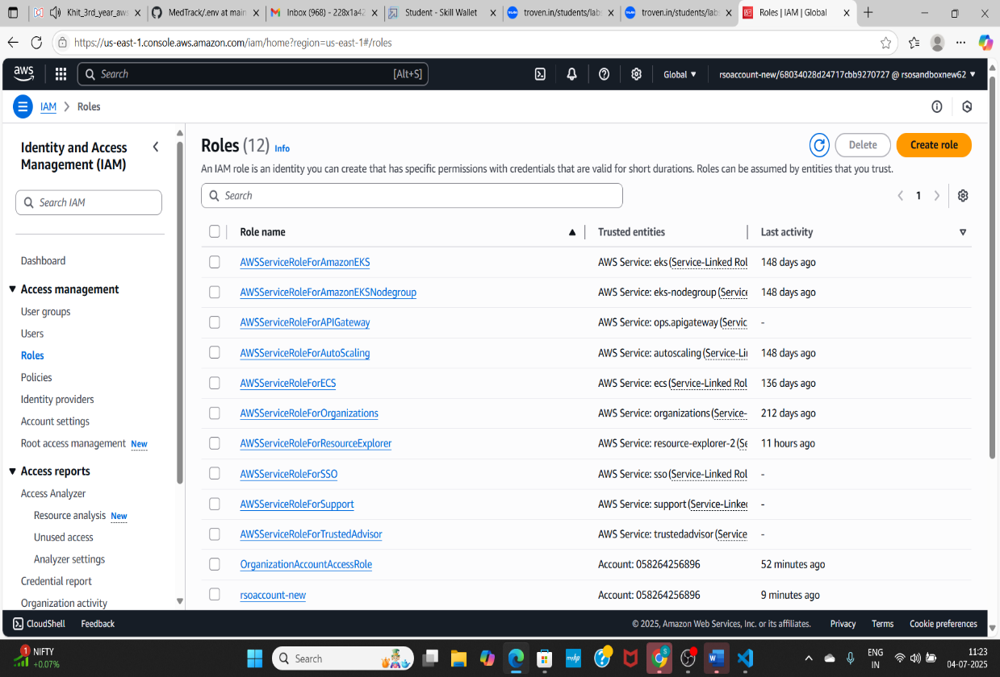 Khit_3rd_year_aws
MedTrack/.env at main
Inbox (968) - 228x1a42
Student - Skill Wallet
troven.in/students/lab
troven.in/students/lab
Roles | IAM | Global
https://us-east-1.console.aws.amazon.com/iam/home?region=us-east-1#/roles
aws
Search
[Alt+S]
Global
rsoaccount-new/68034028d24717cbb9270727 @ rsosandboxnew62
IAM
Roles
Identity and Access
Management (IAM)
Search IAM
Dashboard
Access management
User groups
Users
Roles
Policies
Identity providers
Account settings
Root access management New
Access reports
Access Analyzer
Resource analysis New
Unused access
Analyzer settings
Credential report
Organization activity
Roles (12) Info
Delete
Create role
An IAM role is an identity you can create that has specific permissions with credentials that are valid for short durations. Roles can be assumed by entities that you trust.
Search
1
Role name Trusted entities Last activity
AWSServiceRoleForAmazonEKS AWS Service: eks (Service-Linked Rol 148 days ago
AWSServiceRoleForAmazonEKSNodegroup AWS Service: eks-nodegroup (Service 148 days ago
AWSServiceRoleForAPIGateway AWS Service: ops.apigateway (Servic -
AWSServiceRoleForAutoScaling AWS Service: autoscaling (Service-Li 148 days ago
AWSServiceRoleForECS AWS Service: ecs (Service-Linked Rol 136 days ago
AWSServiceRoleForOrganizations AWS Service: organizations (Service- 212 days ago
AWSServiceRoleForResourceExplorer AWS Service: resource-explorer-2 (Se 11 hours ago
AWSServiceRoleForSSO AWS Service: sso (Service-Linked Rol -
AWSServiceRoleForSupport AWS Service: support (Service-Linked -
AWSServiceRoleForTrustedAdvisor AWS Service: trustedadvisor (Service -
OrganizationAccountAccessRole Account: 058264256896 52 minutes ago
rsoaccount-new Account: 058264256896 9 minutes ago
CloudShell Feedback
© 2025, Amazon Web Services, Inc. or its affiliates. Privacy Terms Cookie preferences
1
NIFTY
+0.07%
Search
ENG
IN
11:23
04-07-2025